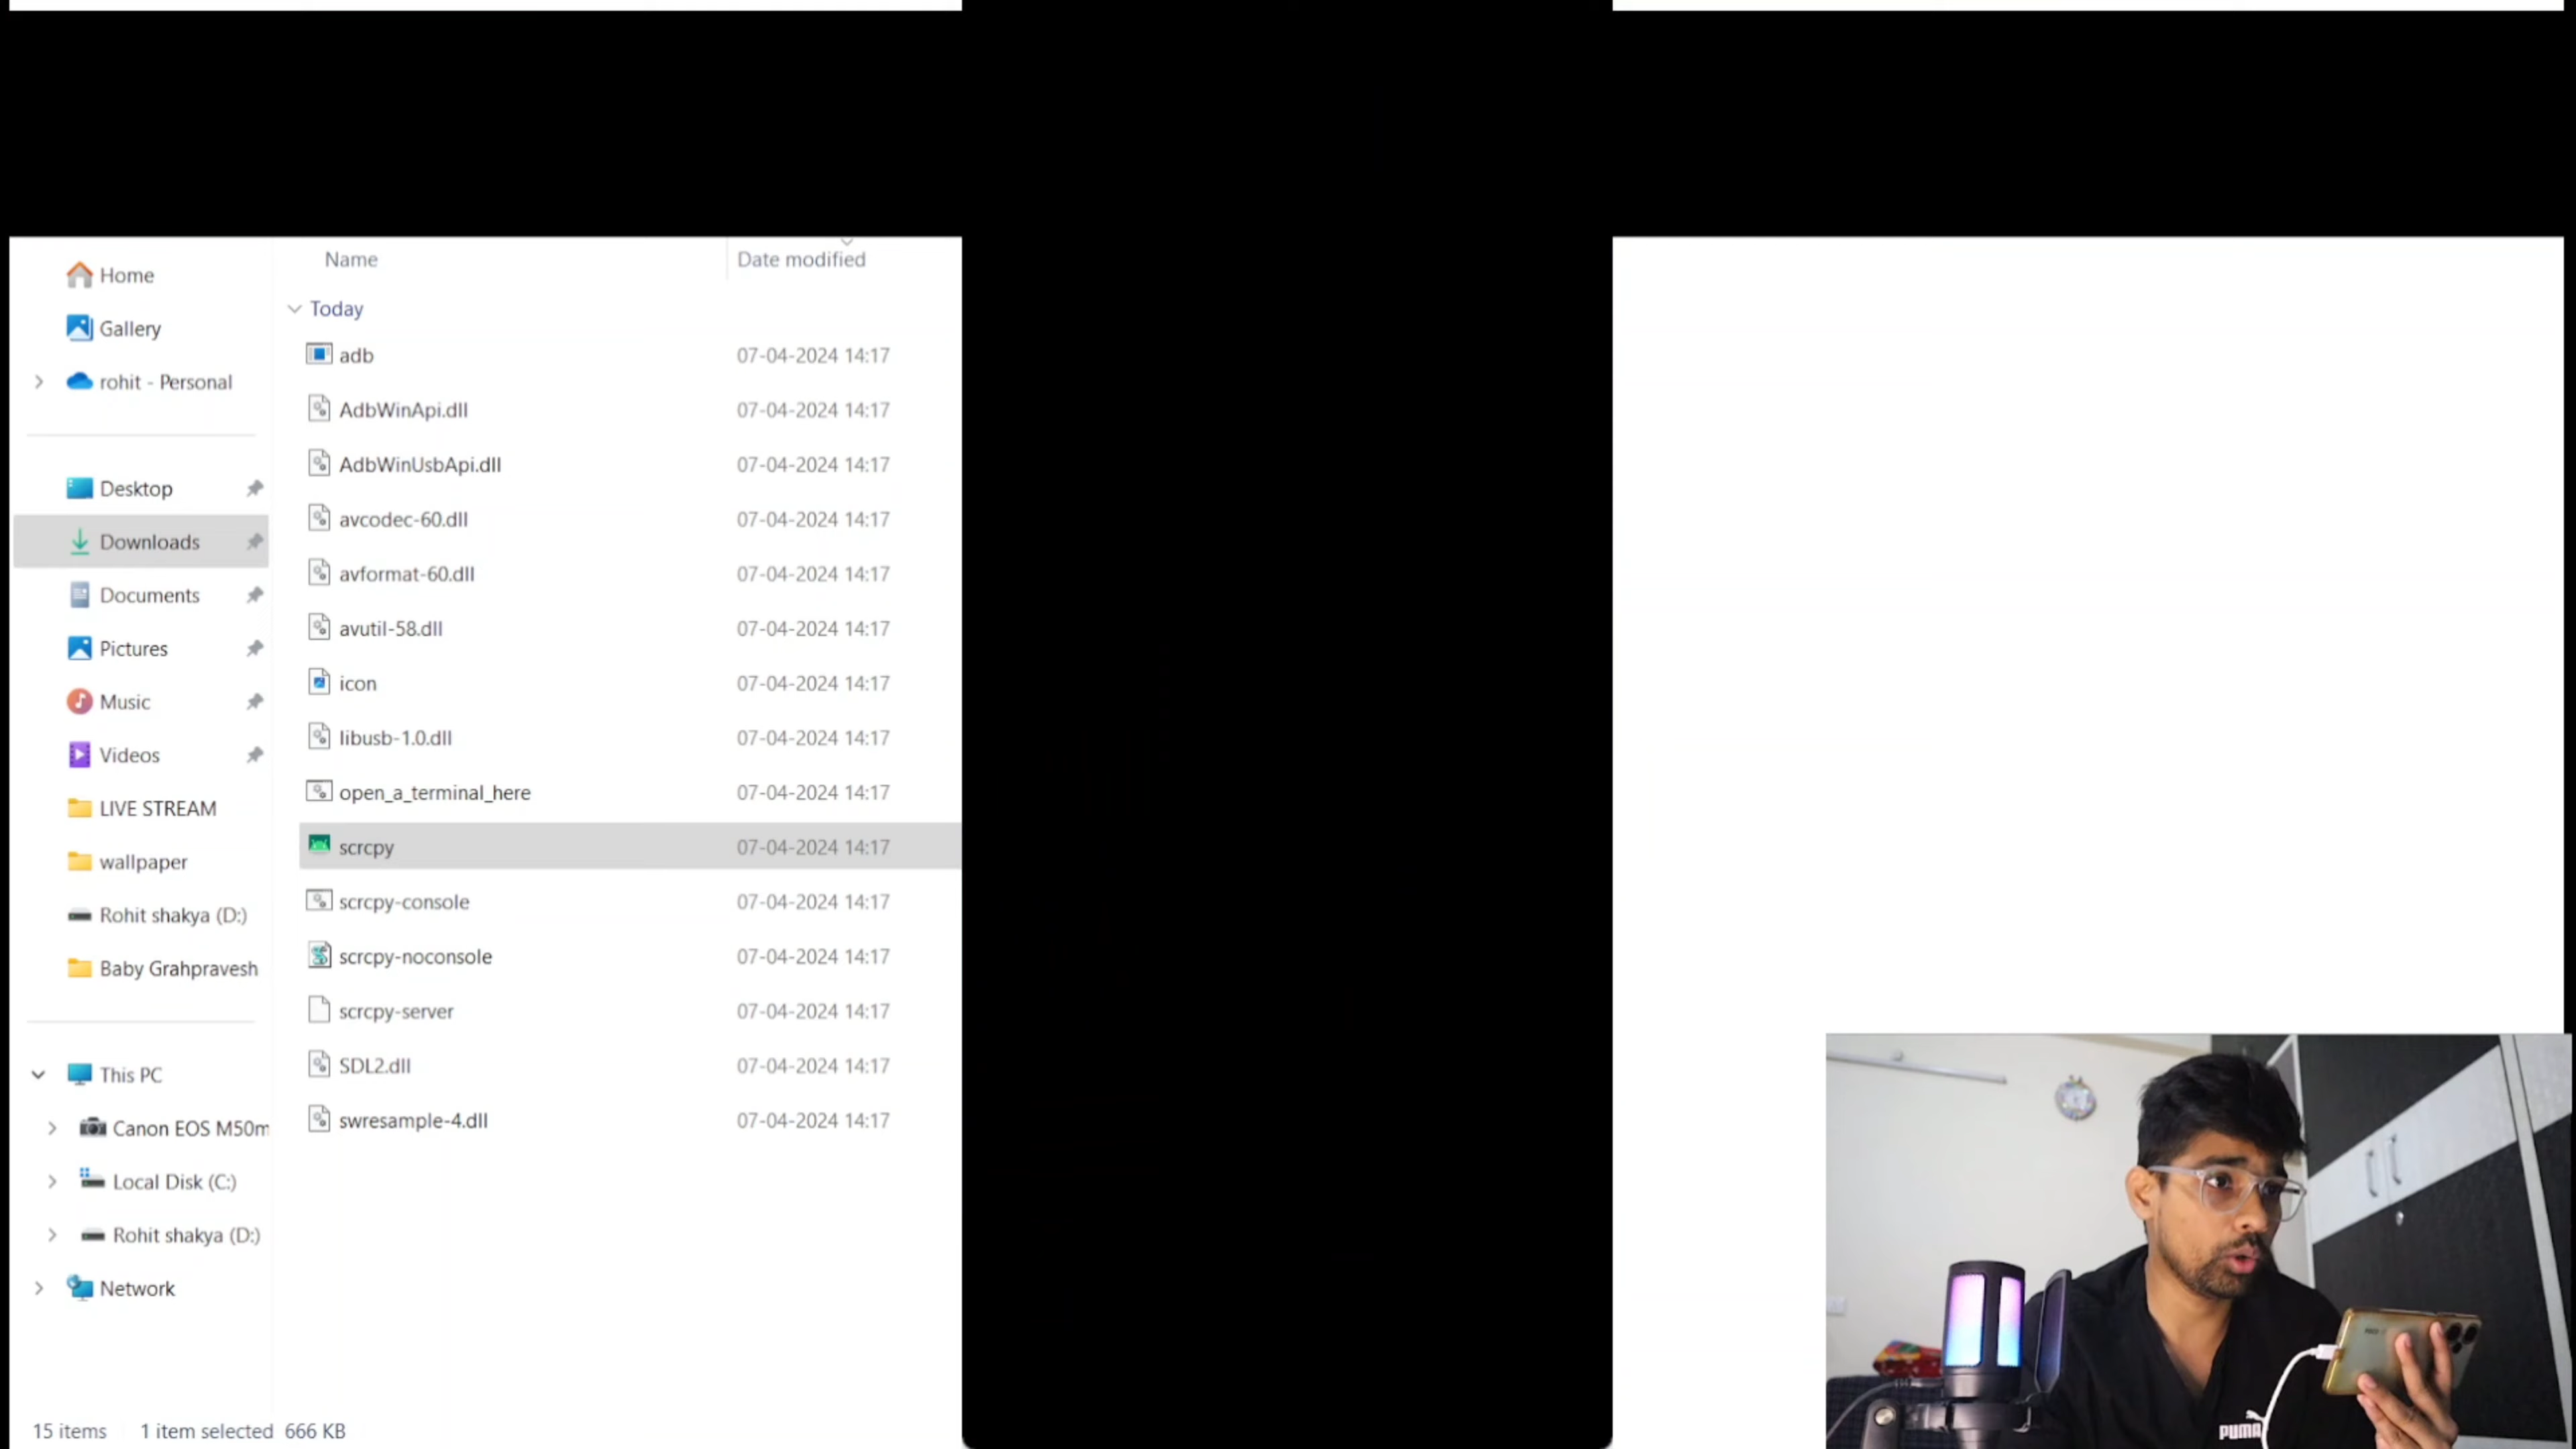 Home
Gallery
rohit - Personal
Desktop
Downloads
Documents
Pictures
Music
Videos
LIVE STREAM
wallpaper
Rohit shakya (D:)
Baby Grahpravesh
This PC
Canon EOS M50m
Local Disk (C:)
Rohit shakya (D:)
Network
Name Date modified
Today
adb 07-04-2024 14:17
AdbWinApi.dll 07-04-2024 14:17
AdbWinUsbApi.dll 07-04-2024 14:17
avcodec-60.dll 07-04-2024 14:17
avformat-60.dll 07-04-2024 14:17
avutil-58.dll 07-04-2024 14:17
icon 07-04-2024 14:17
libusb-1.0.dll 07-04-2024 14:17
open_a_terminal_here 07-04-2024 14:17
scrcpy 07-04-2024 14:17
scrcpy-console 07-04-2024 14:17
scrcpy-noconsole 07-04-2024 14:17
scrcpy-server 07-04-2024 14:17
SDL2.dll 07-04-2024 14:17
swresample-4.dll 07-04-2024 14:17
15 items 1 item selected 666 KB
PUMA